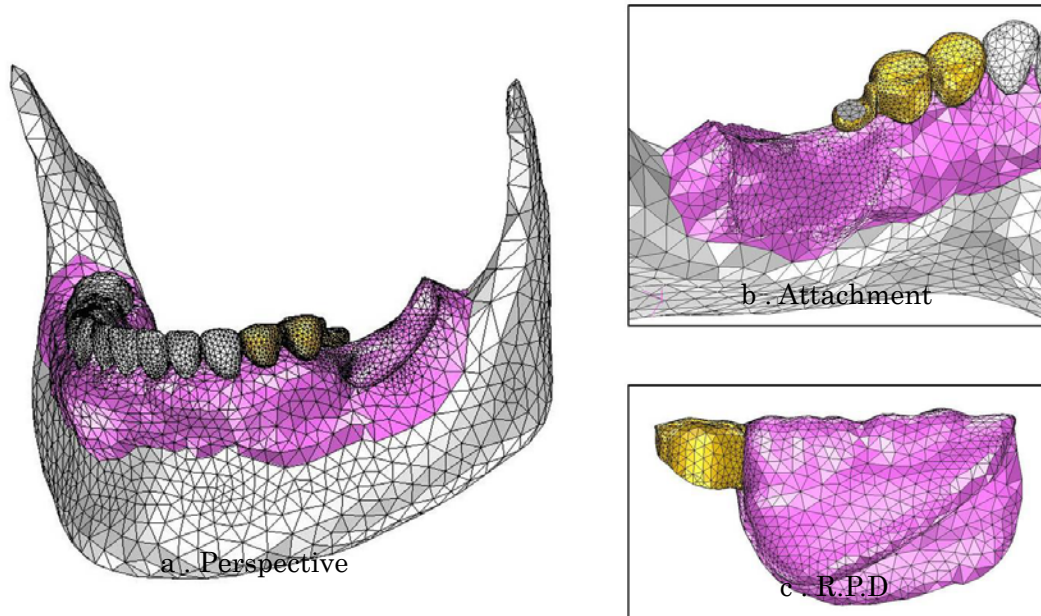 a . Perspective
b . Attachment
c . R.P.D